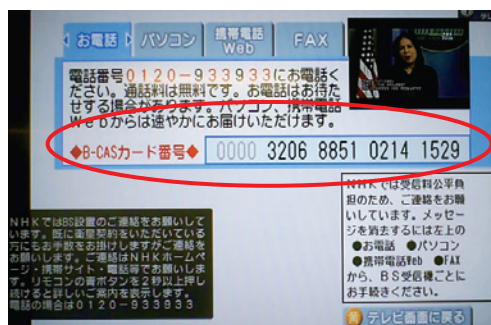 お電話
パソコン
携帯電話
Web
FAX
電話番号0120-933933にお電話く
ださい。通話料は無料です。お電話はお待た
せする場合があります。パソコン、携帯電話
Webからは速やかにお届けいただけます。
◆B-CASカード番号◆ 0000 3206 8851 0214 1529
NHKではBS設置のご連絡をお願いして
います。既に衛星契約をいただいている
方にもお手数をお掛けしますがご連絡を
お願いします。ご連絡はNHKホームペ
ージ・携帯サイト・電話等でお願いしま
す。リモコンの青ボタンを2秒以上押し
続けると詳しいご案内を表示します。
電話の場合は0120-933933
NHKでは受信料公平負
担のため、ご連絡をお願
いしています。メッセー
ジを消去するには左上の
●お電話 ●パソコン
●携帯電話Web ●FAX
から、BS受信機ごとに
お手続きください。
黄 テレビ画面に戻る